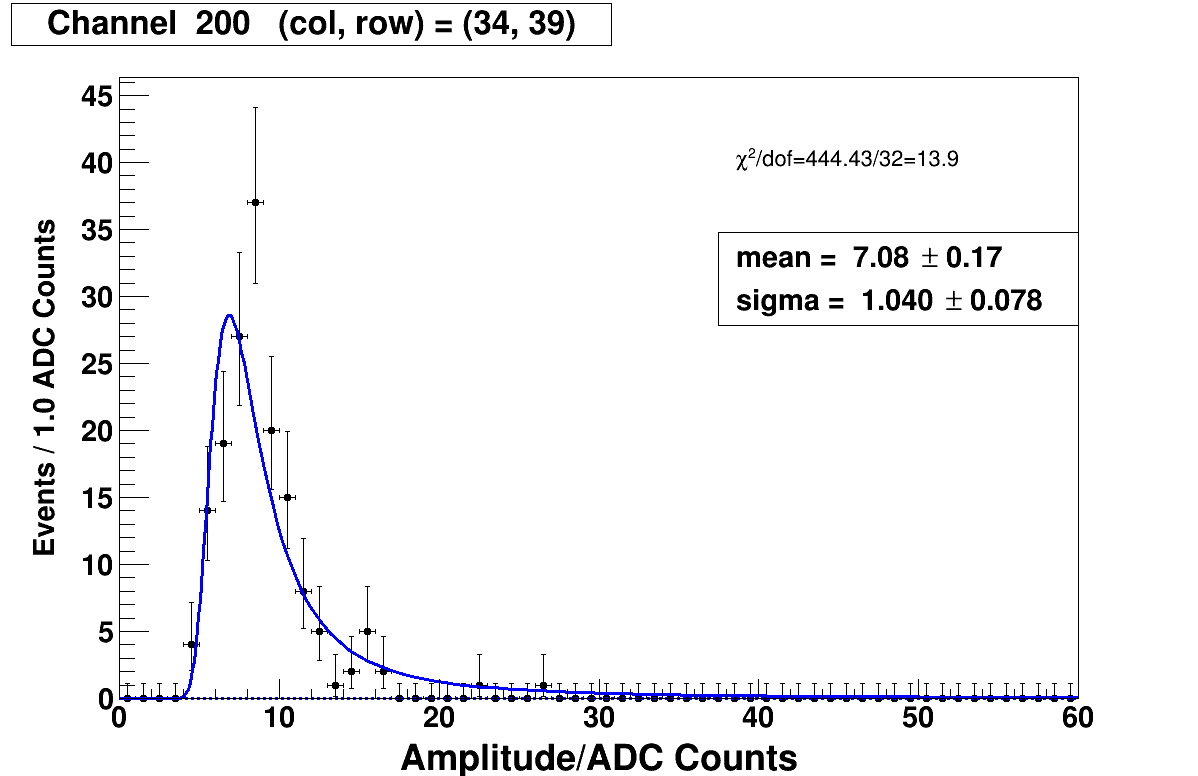 Channel 200 (col, row) = (34, 39)
45
40
35
30
25
20
15
10
5
0
Events / 1.0 ADC Counts
χ²/dof=444.43/32=13.9
mean = 7.08 ± 0.17
sigma = 1.040 ± 0.078
0 10 20 30 40 50 60
Amplitude/ADC Counts